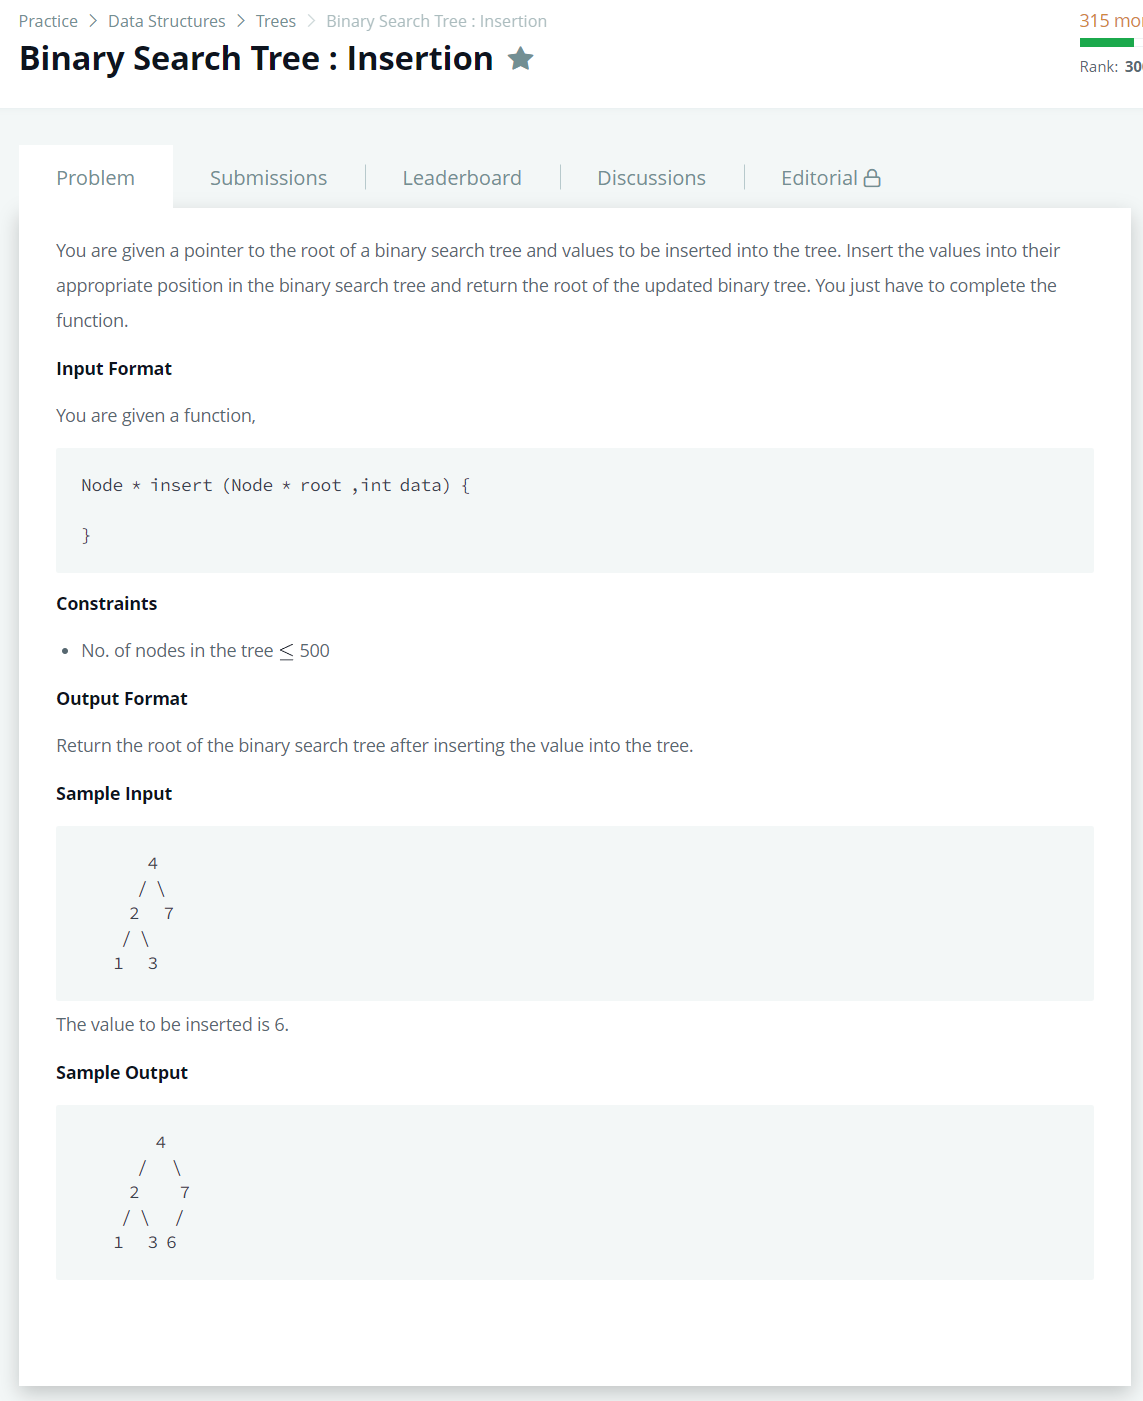 Practice > Data Structures > Trees > Binary Search Tree : Insertion
315 mo
Binary Search Tree : Insertion
Rank: 30
Problem
Submissions
Leaderboard
Discussions
Editorial
You are given a pointer to the root of a binary search tree and values to be inserted into the tree. Insert the values into their
appropriate position in the binary search tree and return the root of the updated binary tree. You just have to complete the
function.
Input Format
You are given a function,
Node * insert (Node * root ,int data) {
}
Constraints
• No. of nodes in the tree ≤ 500
Output Format
Return the root of the binary search tree after inserting the value into the tree.
Sample Input
4
/ \
2 7
/ \
1 3
The value to be inserted is 6.
Sample Output
4
/ \
2 7
/ \ /
1 3 6